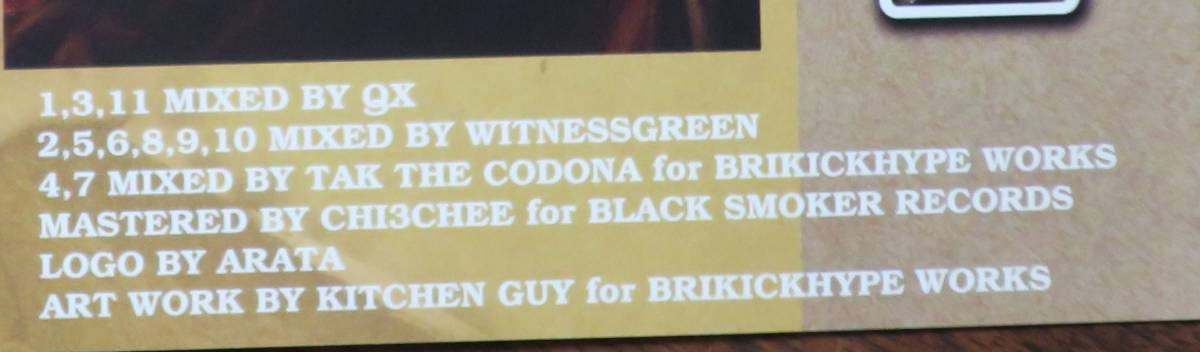 1,3,11 MIXED BY QX
2,5,6,8,9,10 MIXED BY WITNESSGREEN
4,7 MIXED BY TAK THE CODONA for BRIKICKHYPE WORKS
MASTERED BY CHI3CHEE for BLACK SMOKER RECORDS
LOGO BY ARATA
ART WORK BY KITCHEN GUY for BRIKICKHYPE WORKS